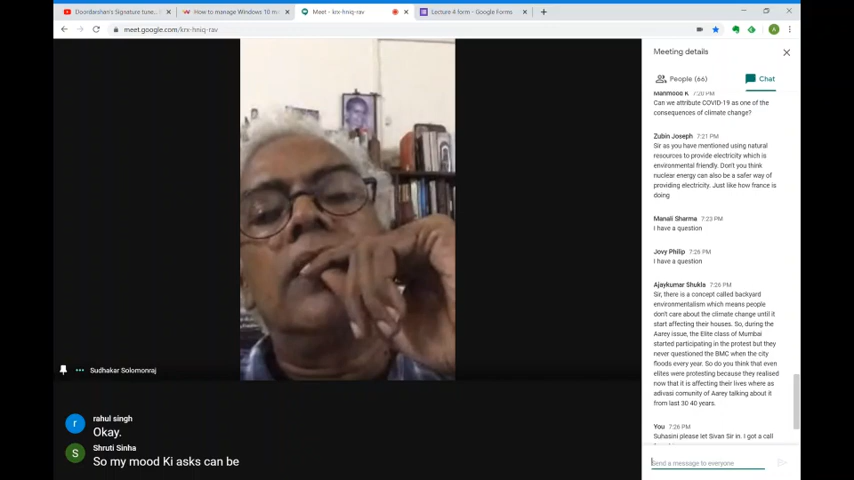 Doordarshan's Signature tune...
How to manage Windows 10 n
Meet - krx-hniq-rav
Lecture 4 form - Google Forms
meet.google.com/krx-hniq-rav
Meeting details
People (66)
Chat
Mahmood K 7:20 PM
Can we attribute COVID-19 as one of the
consequences of climate change?
Zubin Joseph 7:21 PM
Sir as you have mentioned using natural
resources to provide electricity which is
environmental friendly. Don't you think
nuclear energy can also be a safer way of
providing electricity. Just like how france is
doing
Manali Sharma 7:23 PM
I have a question
Jovy Philip 7:26 PM
I have a question
Ajaykumar Shukla 7:26 PM
Sir, there is a concept called backyard
environmentalism which means people
don't care about the climate change until it
start affecting their houses. So, during the
Aarey issue, the Elite class of Mumbai
started participating in the protest but they
never questioned the BMC when the city
floods every year. So do you think that even
elites were protesting because they realised
now that it is affecting their lives where as
adivasi comunity of Aarey talking about it
from last 30 40 years.
You 7:26 PM
Suhasini please let Sivan Sir in. I got a call
Send a message to everyone
Sudhakar Solomonraj
r
rahul singh
Okay.
S
Shruti Sinha
So my mood Ki asks can be